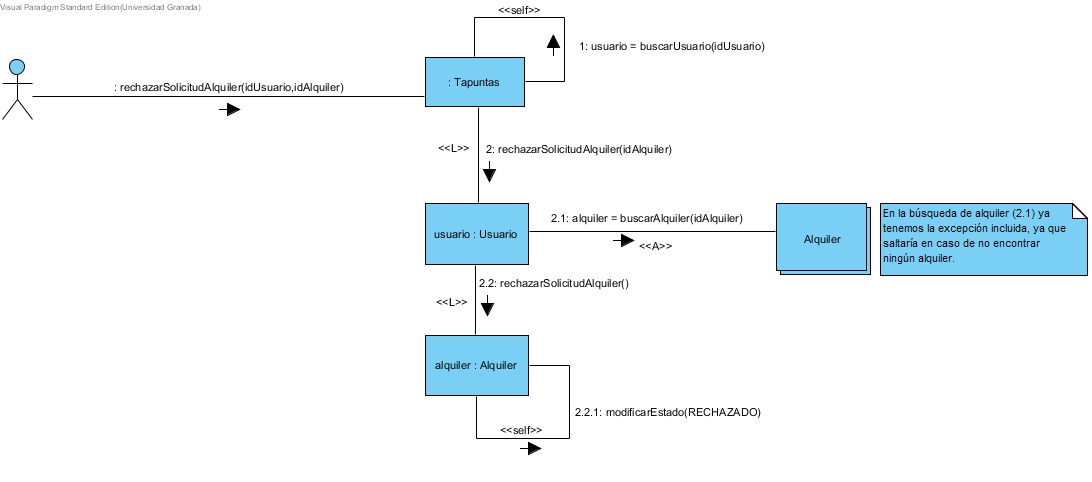 Visual Paradigm Standard Edition(Universidad Granada)
<<self>>
1: usuario = buscarUsuario(idUsuario)
: rechazarSolicitudAlquiler(idUsuario,idAlquiler)
: Tapuntas
<<L>>
2: rechazarSolicitudAlquiler(idAlquiler)
usuario : Usuario
2.1: alquiler = buscarAlquiler(idAlquiler)
<<A>>
Alquiler
En la búsqueda de alquiler (2.1) ya
tenemos la excepción incluida, ya que
saltaría en caso de no encontrar
ningún alquiler.
2.2: rechazarSolicitudAlquiler()
<<L>>
alquiler : Alquiler
2.2.1: modificarEstado(RECHAZADO)
<<self>>